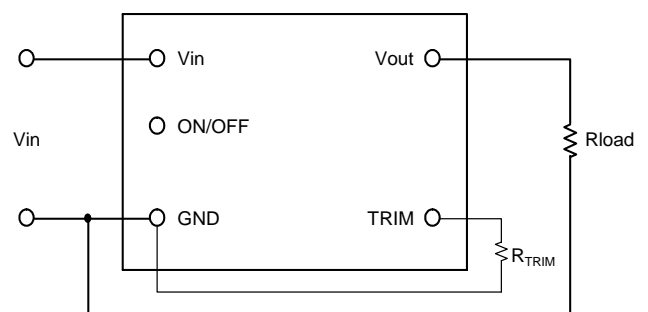 Vin
Vout
ON/OFF
Vin
Rload
GND
TRIM
RTRIM